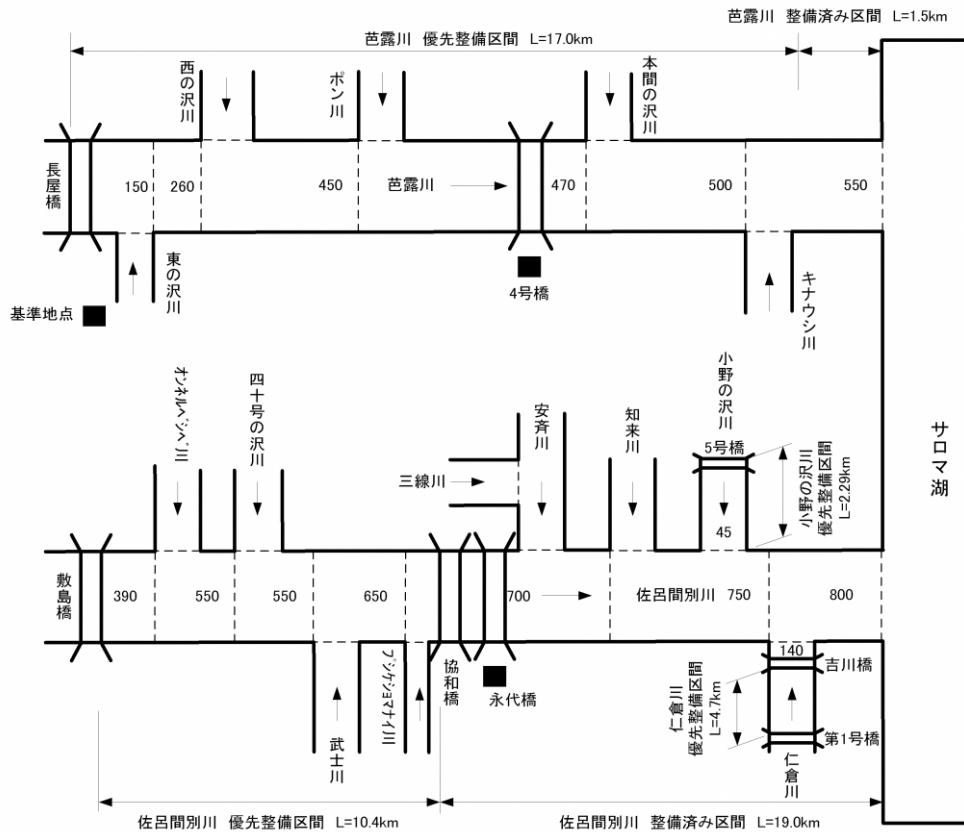 芭露川 整備済み区間 L=1.5km
芭露川 優先整備区間 L=17.0km
西の沢川
ポン川
本間の沢川
長屋橋
150
260
450
芭露川
470
500
550
東の沢川
基準地点
4号橋
キナウシ川
サロマ湖
オンネルベシベ川
四十号の沢川
三線川
安斉川
知来川
小野の沢川
5号橋
45
小野の沢川
優先整備区間
L=2.29km
敷島橋
390
550
550
650
700
佐呂間別川
750
800
武士川
プシケショマナイ川
協和橋
永代橋
140
吉川橋
仁倉川
優先整備区間
L=4.7km
第1号橋
仁倉川
佐呂間別川 優先整備区間 L=10.4km
佐呂間別川 整備済み区間 L=19.0km